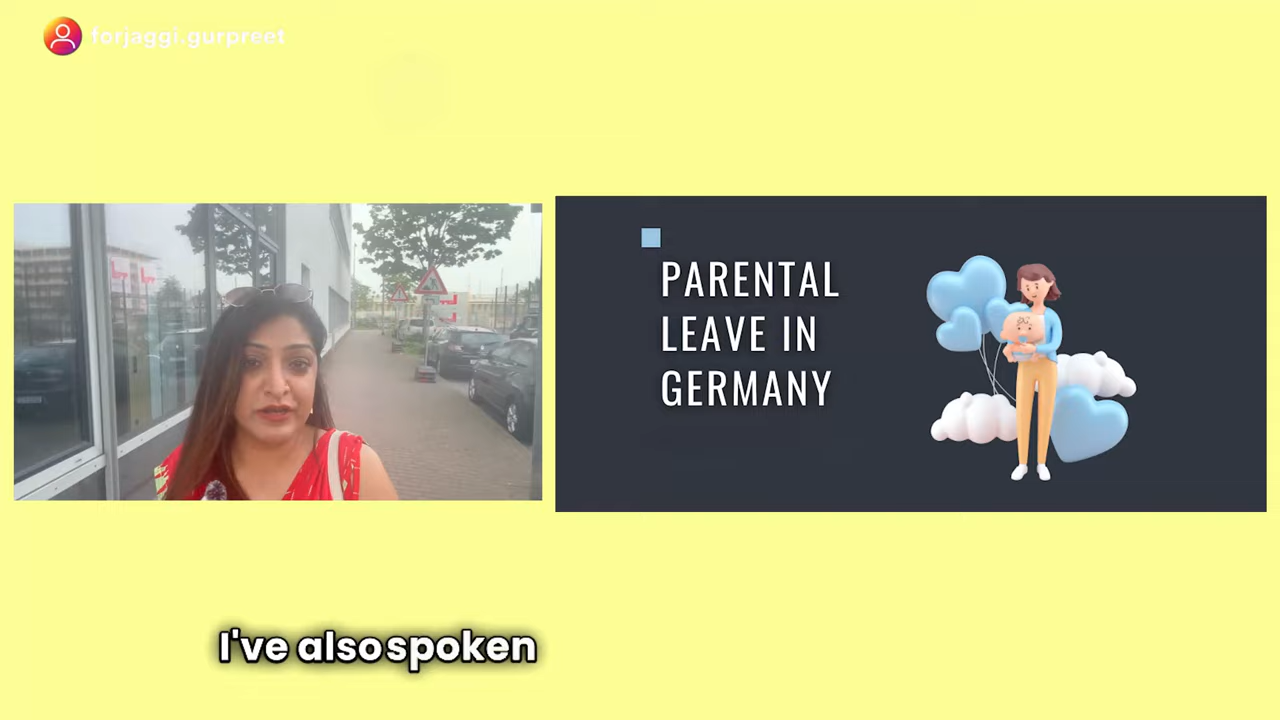 forjaggi.gurpreet
PARENTAL
LEAVE IN
GERMANY
I've also spoken